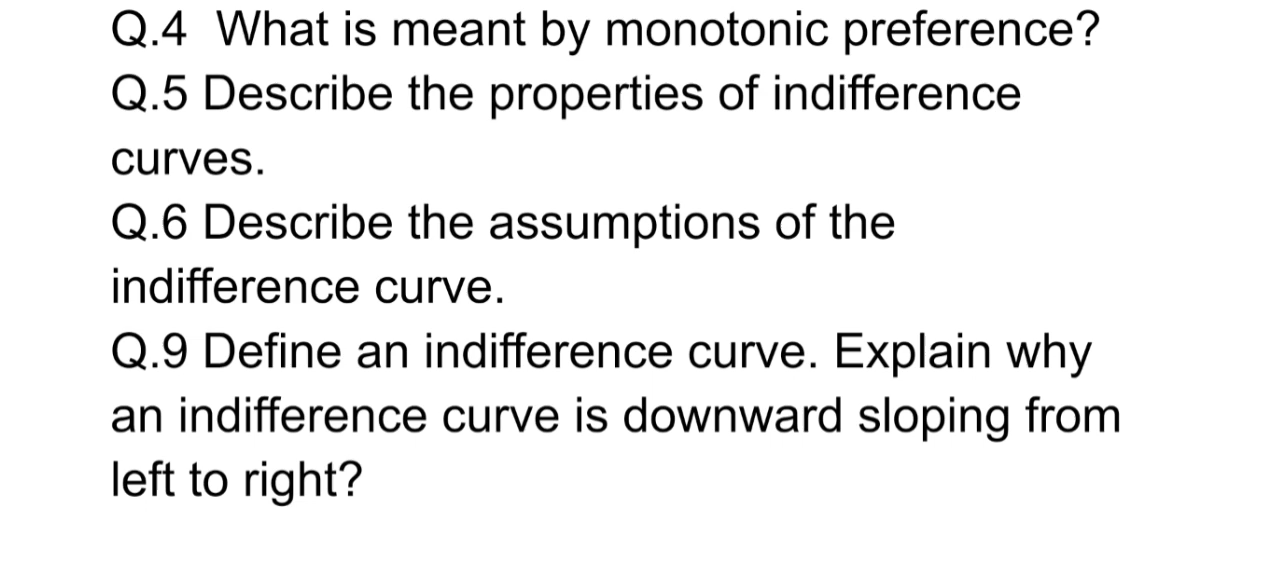 Q.4 What is meant by monotonic preference?
Q.5 Describe the properties of indifference
curves.
Q.6 Describe the assumptions of the
indifference curve.
Q.9 Define an indifference curve. Explain why
an indifference curve is downward sloping from
left to right?